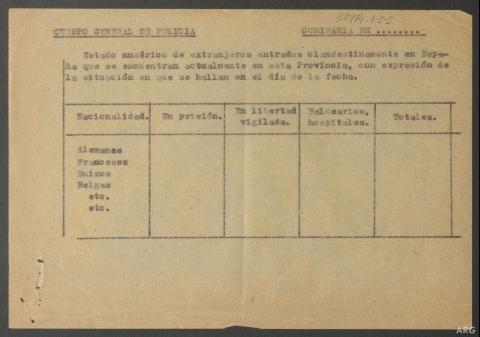 CUERPO GENERAL DE POLICIA COMISARIA DE ........
Estado numérico de extranjeros entrados clandestinamente en Espa-
ña que se encuentran actualmente en esta Provincia, con expresión de
la situación en que se hallan en el día de la fecha.
Nacionalidad. En prisión. En libertad vigilada. Balnearios, hospitales. Totales.
Alemanes
Franceses
Suizos
Belgas
etc.
etc.
ARG